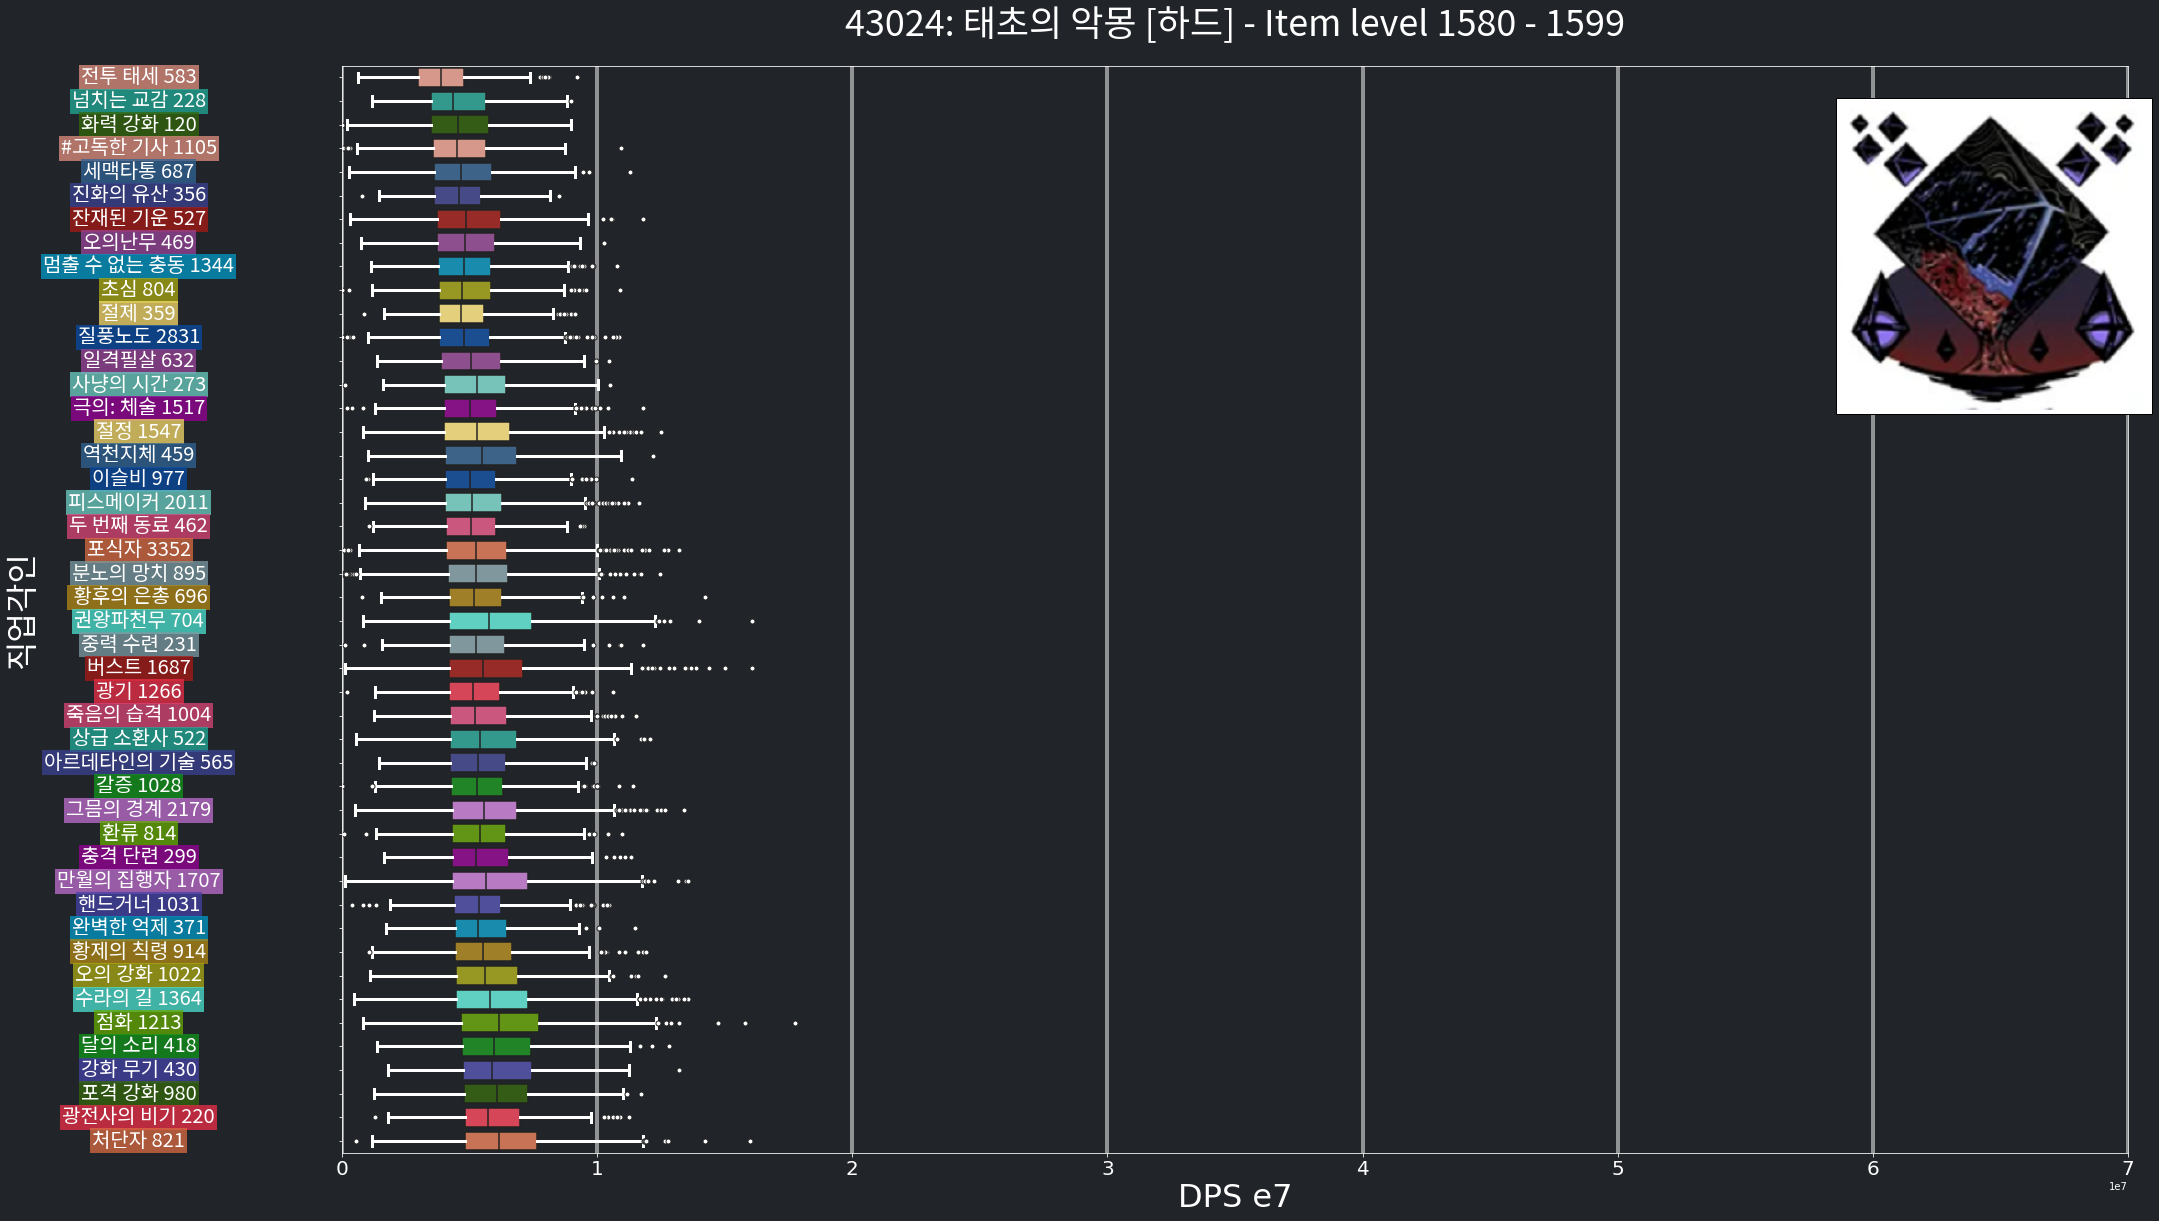 43024: 태초의 악몽 [하드] - Item level 1580 - 1599
전투 태세 583
넘치는 교감 228
화력 강화 120
#고독한 기사 1105
세맥타통 687
진화의 유산 356
잔재된 기운 527
오의난무 469
멈출 수 없는 충동 1344
초심 804
절제 359
질풍노도 2831
일격필살 632
사냥의 시간 273
극의: 체술 1517
절정 1547
역천지체 459
이슬비 977
피스메이커 2011
두 번째 동료 462
포식자 3352
분노의 망치 895
황후의 은총 696
권왕파천무 704
중력 수련 231
버스트 1687
광기 1266
죽음의 습격 1004
상급 소환사 522
아르데타인의 기술 565
갈증 1028
그믐의 경계 2179
환류 814
충격 단련 299
만월의 집행자 1707
핸드거너 1031
완벽한 억제 371
황제의 칙령 914
오의 강화 1022
수라의 길 1364
점화 1213
달의 소리 418
강화 무기 430
포격 강화 980
광전사의 비기 220
처단자 821
직업각인
0 1 2 3 4 5 6 7
1e7
DPS e7